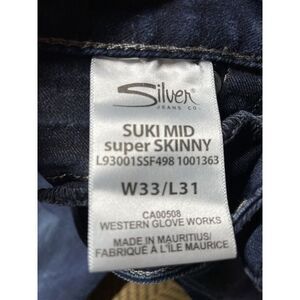 Silver
JEANS CO.
SUKI MID
super SKINNY
L93001SSF498 1001363
W33/L31
CA00508
WESTERN GLOVE WORKS
MADE IN MAURITIUS/
FABRIQUÉ À L'ÎLE MAURICE